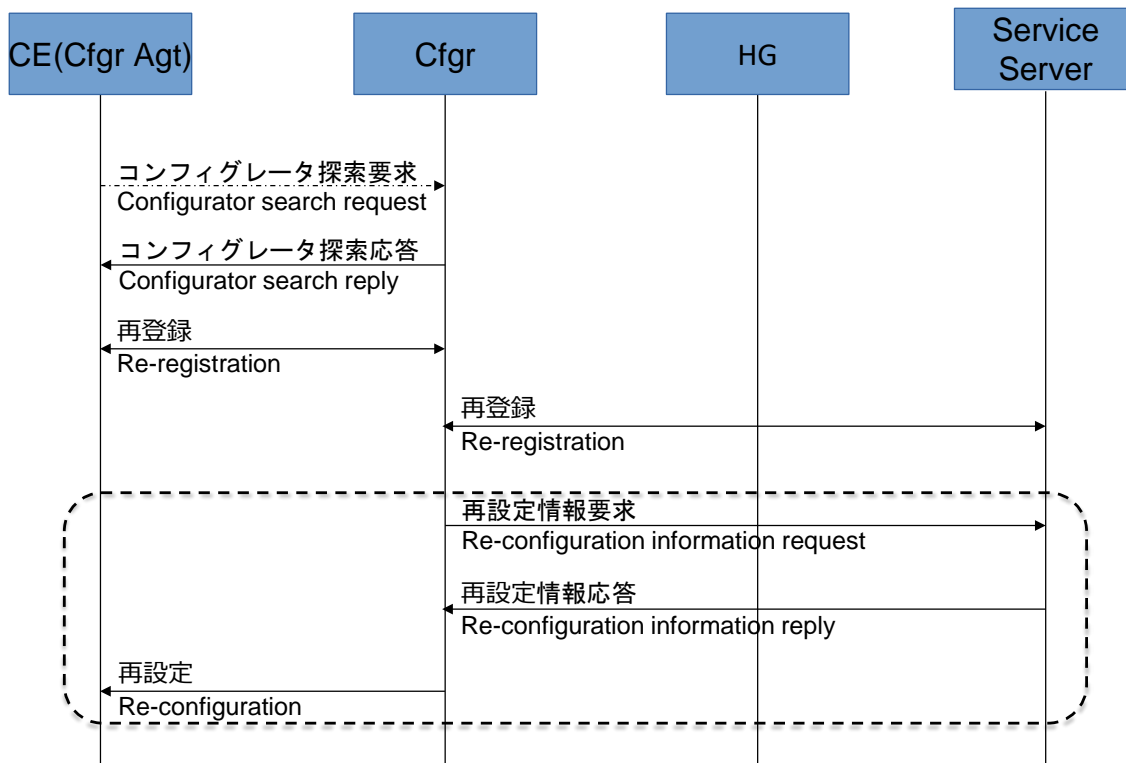 CE(Cfgr Agt)
Cfgr
HG
Service
Server
コンフィグレータ探索要求
Configurator search request
コンフィグレータ探索応答
Configurator search reply
再登録
Re-registration
再登録
Re-registration
再設定情報要求
Re-configuration information request
再設定情報応答
Re-configuration information reply
再設定
Re-configuration